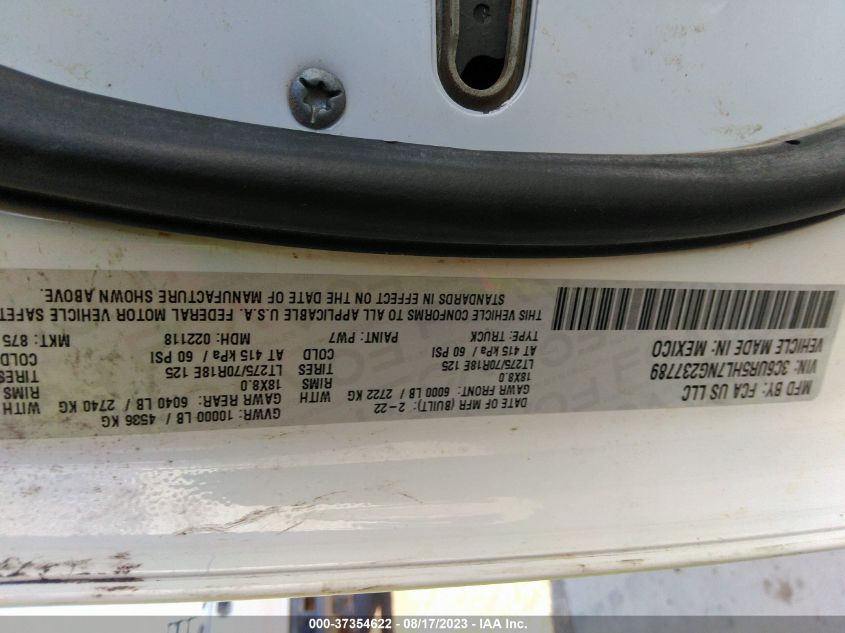 MFD BY: FCA US LLC
DATE OF MFR (BUILT): 2-22
GVWR: 10000 LB / 4536 KG
GAWR FRONT: 6000 LB / 2722 KG
WITH
GAWR REAR: 6040 LB / 2740 KG
WITH
18X8.0
RIMS
18X8.0
RIMS
VIN: 3C6UR5HL7NG237789
LT275/70R18E 125
TIRES
LT275/70R18E 125
TIRES
VEHICLE MADE IN: MEXICO
AT 415 kPa / 60 PSI
COLD
AT 415 kPa / 60 PSI
COLD
TYPE: TRUCK
PAINT: PW7
MDH: 022118
MKT: 875
THIS VEHICLE CONFORMS TO ALL APPLICABLE U.S.A. FEDERAL MOTOR VEHICLE SAFET
STANDARDS IN EFFECT ON THE DATE OF MANUFACTURE SHOWN ABOVE.
000-37354622 - 08/17/2023 - IAA Inc.